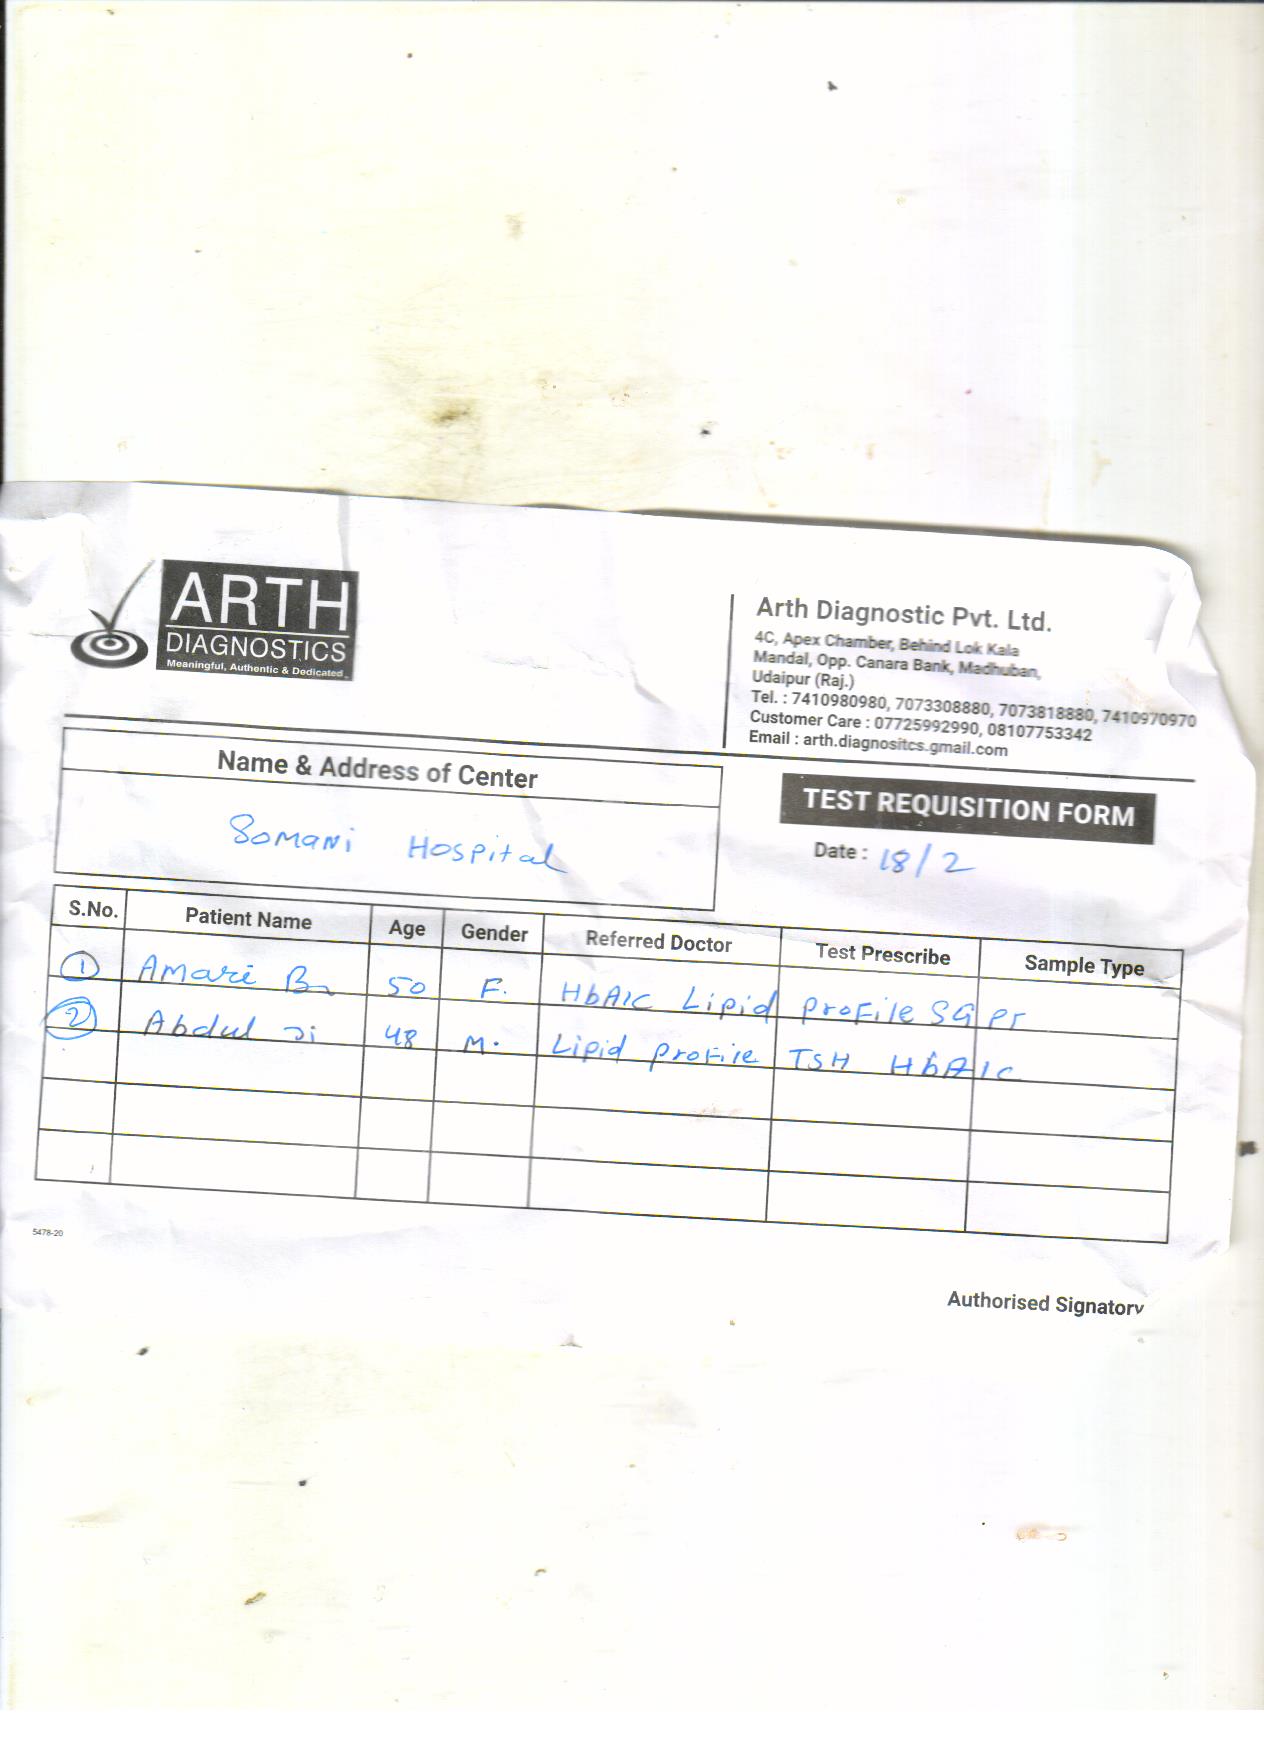 ARTH
DIAGNOSTICS
Meaningful, Authentic & Dedicated
Arth Diagnostic Pvt. Ltd.
4C, Apex Chamber, Behind Lok Kala
Mandal, Opp. Canara Bank, Madhuban,
Udaipur (Raj.)
Tel. : 7410980980, 7073308880, 7073818880, 7410970970
Customer Care : 07725992990, 08107753342
Email : arth.diagnositcs.gmail.com
Name & Address of Center
Somani Hospital
TEST REQUISITION FORM
Date : 18/2
S.No. Patient Name Age Gender Referred Doctor Test Prescribe Sample Type
1 Amari 50 F. HbA1C Lipid ProFile SGPT
2 Abdul Ji 48 M. Lipid ProFile TSH HbA1C
5478-20
Authorised Signatory